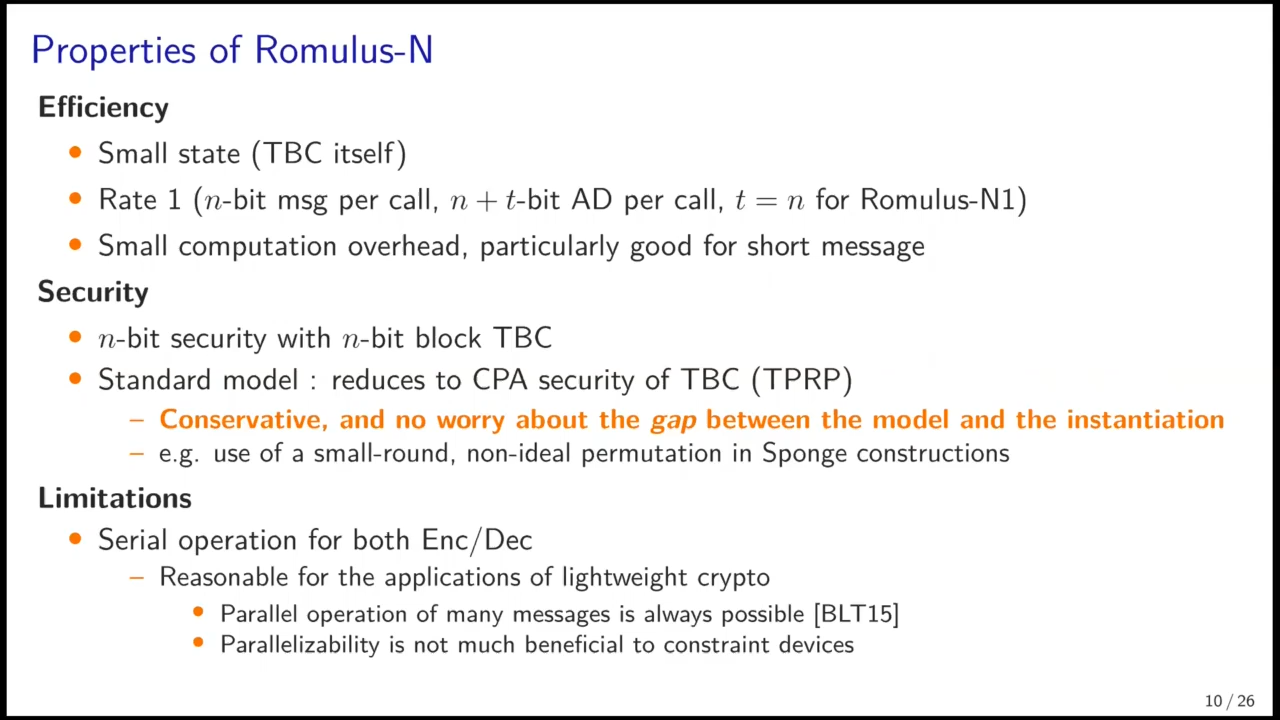 Properties of Romulus-N
Efficiency
• Small state (TBC itself)
• Rate 1 (n-bit msg per call, n + t-bit AD per call, t = n for Romulus-N1)
• Small computation overhead, particularly good for short message
Security
• n-bit security with n-bit block TBC
• Standard model : reduces to CPA security of TBC (TPRP)
– Conservative, and no worry about the gap between the model and the instantiation
– e.g. use of a small-round, non-ideal permutation in Sponge constructions
Limitations
• Serial operation for both Enc/Dec
– Reasonable for the applications of lightweight crypto
• Parallel operation of many messages is always possible [BLT15]
• Parallelizability is not much beneficial to constraint devices
10 / 26